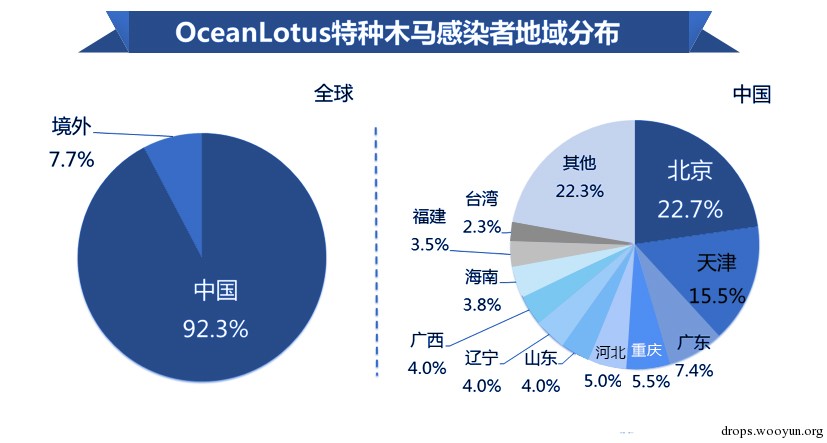 OceanLotus特种木马感染者地域分布
全球
境外
7.7%
中国
92.3%
中国
北京
22.7%
天津
15.5%
广东
7.4%
重庆
5.5%
河北
5.0%
山东
4.0%
辽宁
4.0%
广西
4.0%
海南
3.8%
福建
3.5%
台湾
2.3%
其他
22.3%
drops.wooyun.org